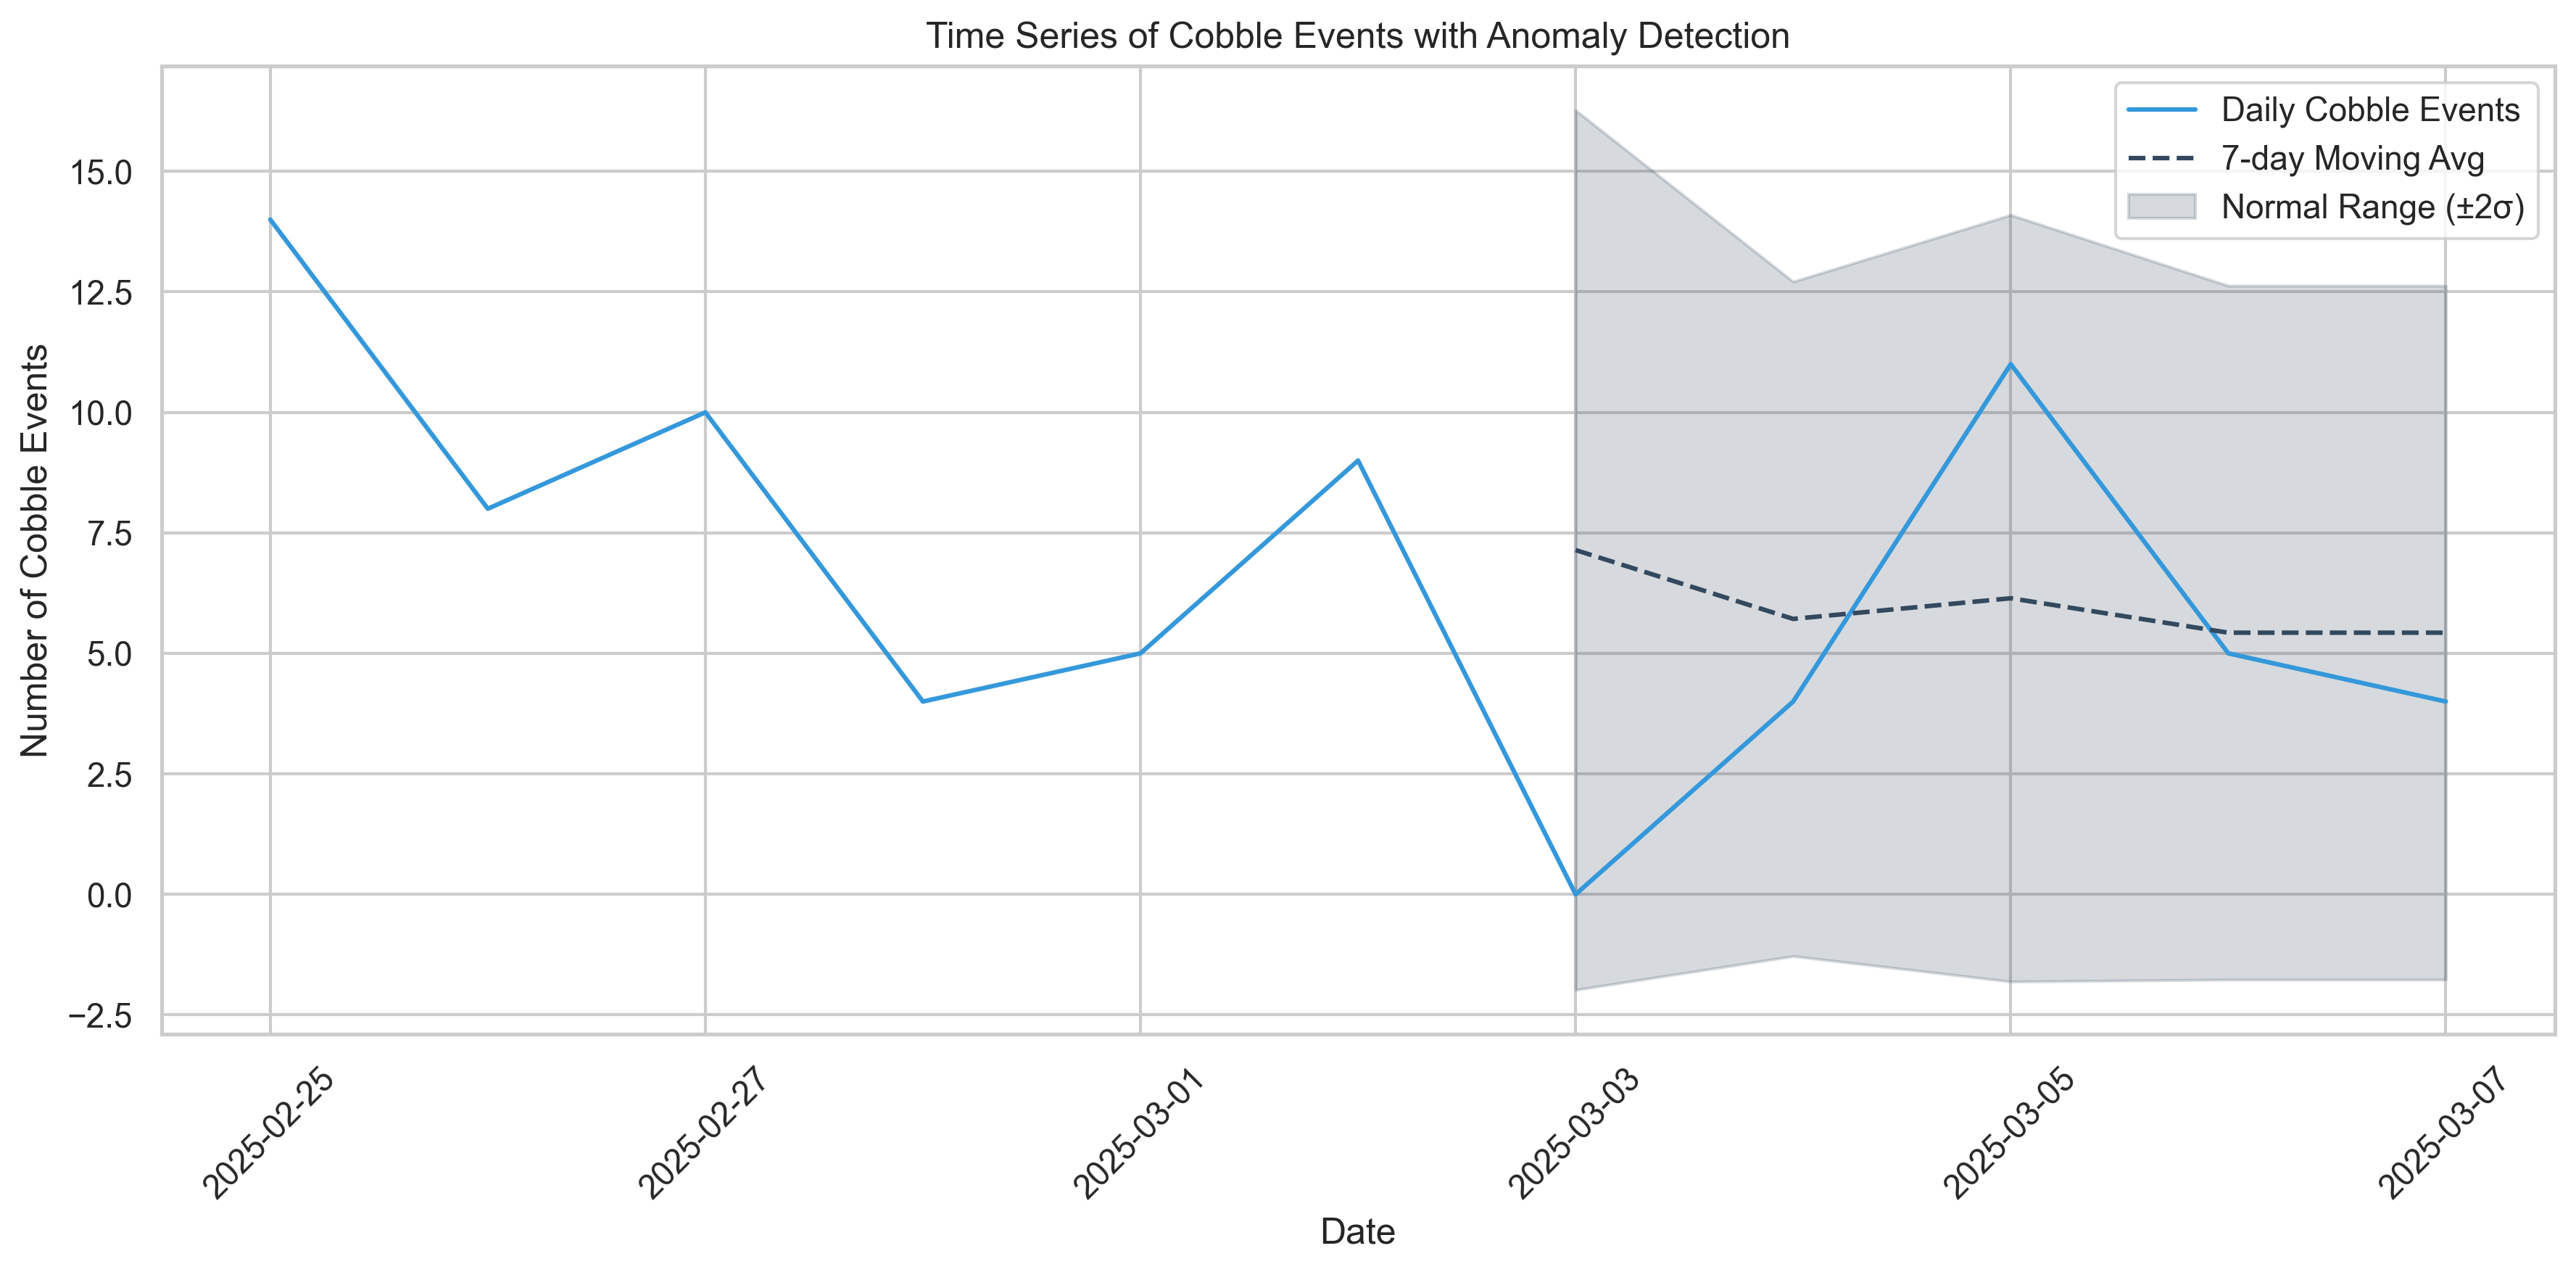 Time Series of Cobble Events with Anomaly Detection
Daily Cobble Events
7-day Moving Avg
Normal Range (±2σ)
Number of Cobble Events
15.0
12.5
10.0
7.5
5.0
2.5
0.0
−2.5
2025-02-25
2025-02-27
2025-03-01
2025-03-03
2025-03-05
2025-03-07
Date